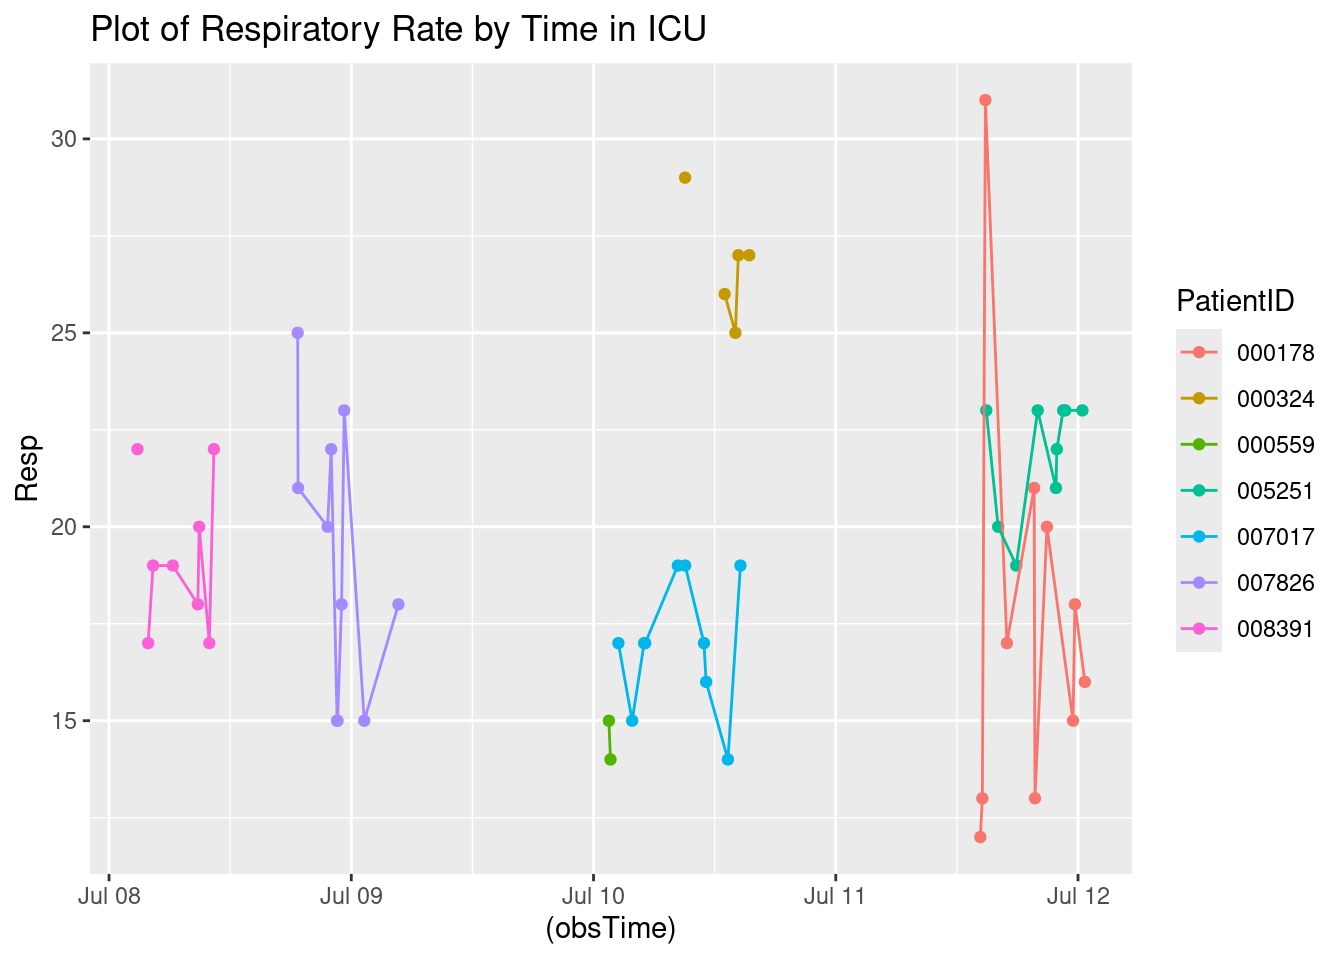 Plot of Respiratory Rate by Time in ICU
30
25
20
15
Resp
Jul 08 Jul 09 Jul 10 Jul 11 Jul 12
(obsTime)
PatientID
000178
000324
000559
005251
007017
007826
008391